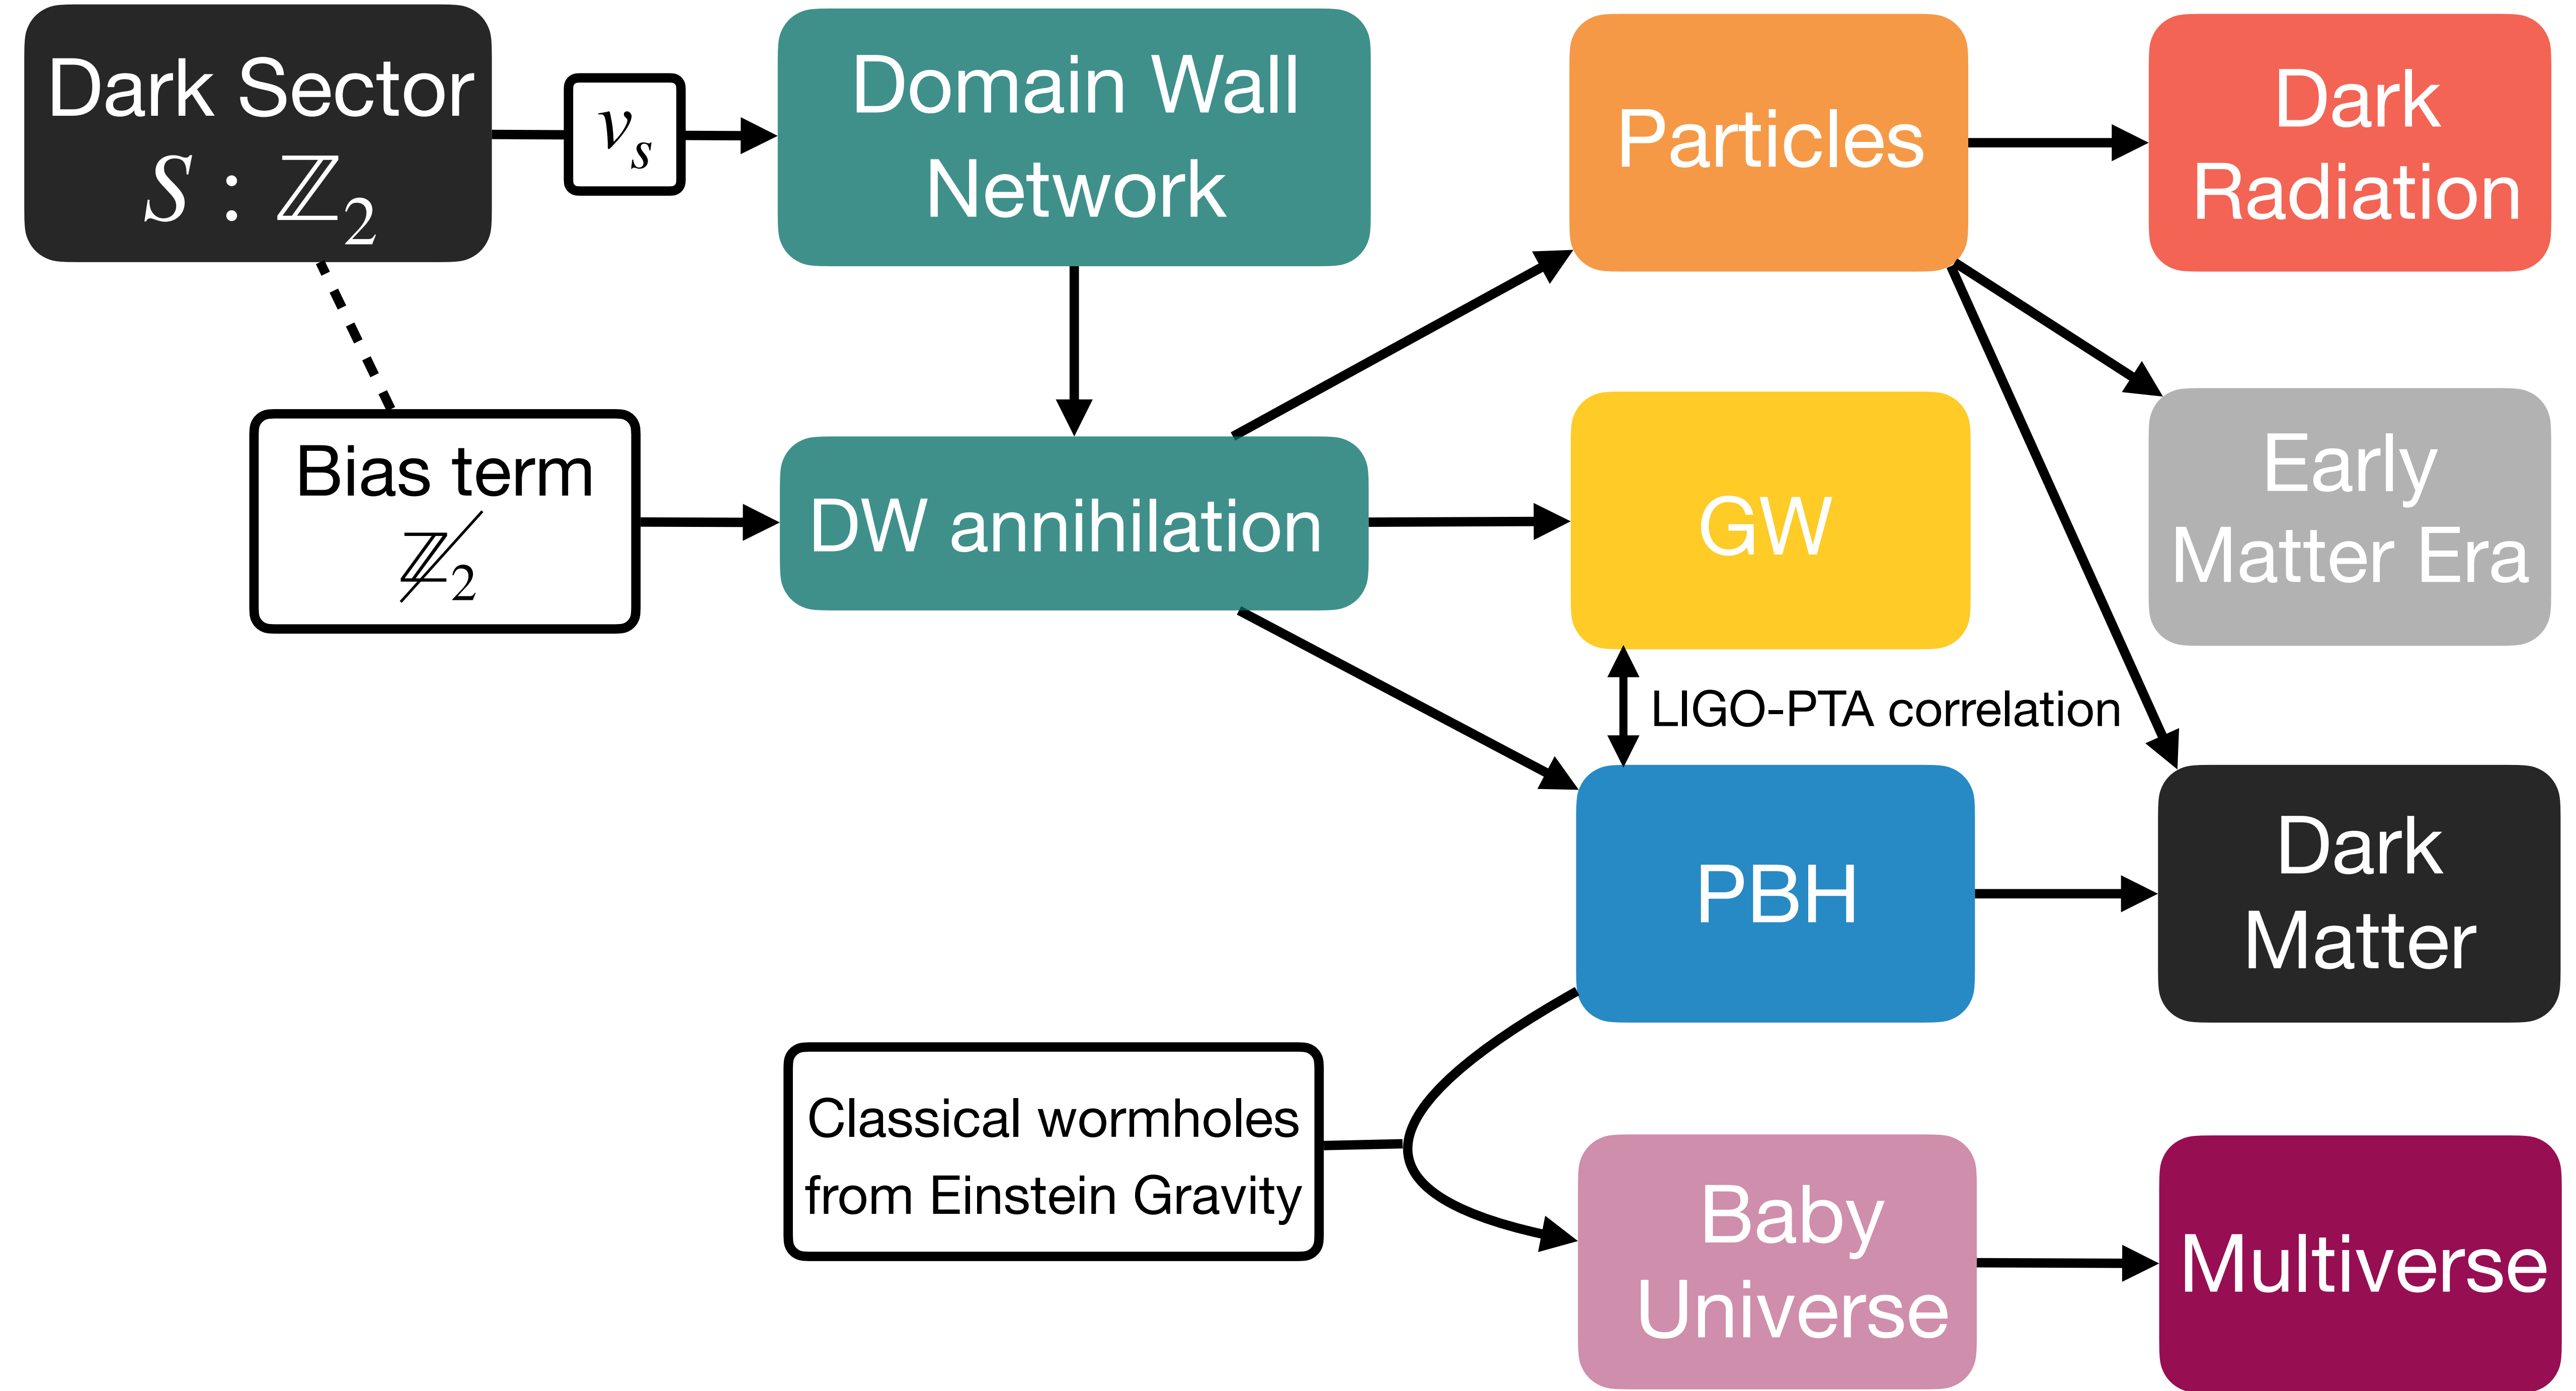 Dark Sector
S : ℤ₂
vₛ
Domain Wall
Network
Particles
Dark
Radiation
Bias term
ℤ̸₂
DW annihilation
GW
Early
Matter Era
LIGO-PTA correlation
PBH
Dark
Matter
Classical wormholes
from Einstein Gravity
Baby
Universe
Multiverse